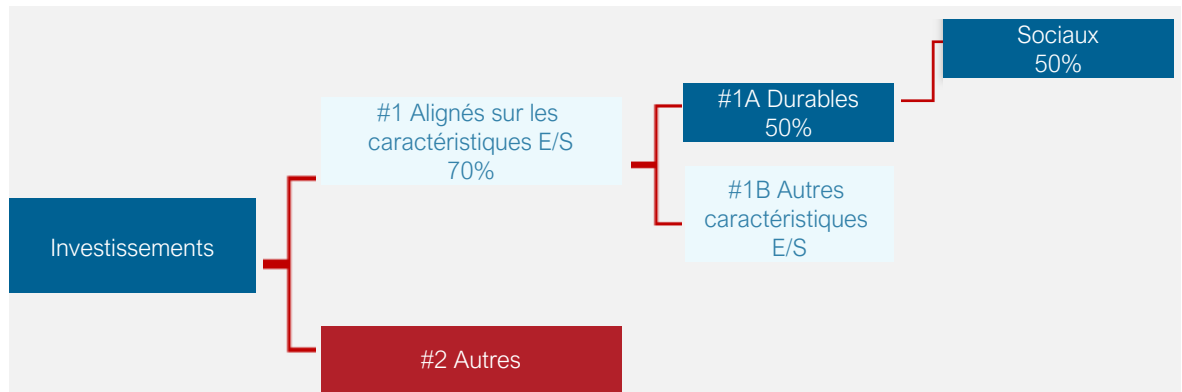 Sociaux
50%
#1A Durables
50%
#1 Alignés sur les
caractéristiques E/S
70%
#1B Autres
caractéristiques
E/S
Investissements
#2 Autres